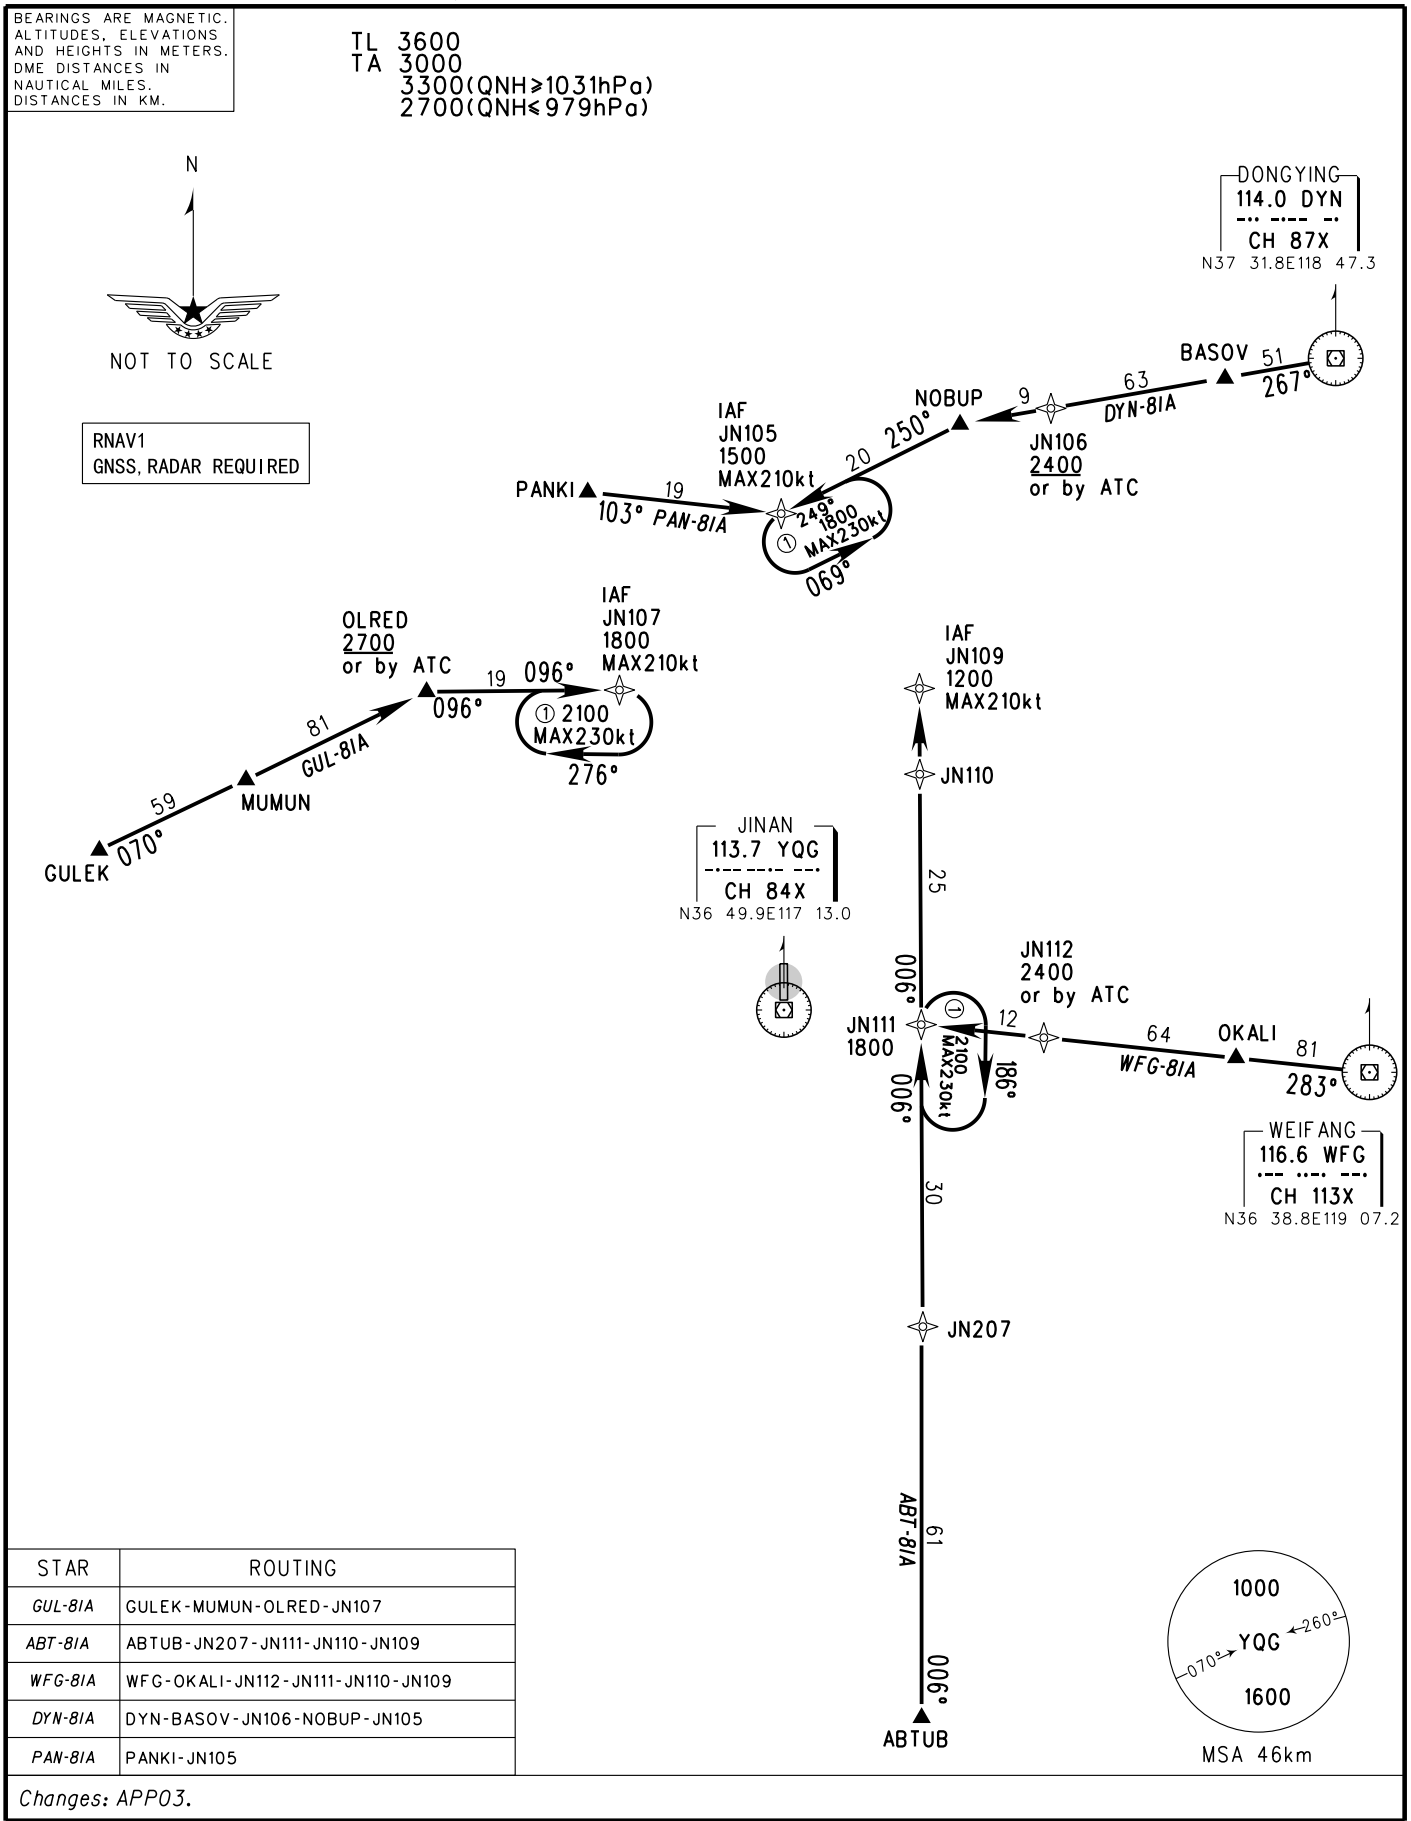 BEARINGS ARE MAGNETIC.
ALTITUDES, ELEVATIONS
AND HEIGHTS IN METERS.
DME DISTANCES IN
NAUTICAL MILES.
DISTANCES IN KM.
TL 3600
TA 3000
3300(QNH≥1031hPa)
2700(QNH≤979hPa)
N
NOT TO SCALE
RNAV1
GNSS, RADAR REQUIRED
DONGYING
114.0 DYN
CH 87X
N37 31.8E118 47.3
BASOV
51
267°
63
DYN-81A
9
NOBUP
JN106
2400
or by ATC
250°
20
IAF
JN105
1500
MAX210kt
PANKI
19
103° PAN-81A
249°
1800
MAX230kt
①
069°
OLRED
2700
or by ATC
IAF
JN107
1800
MAX210kt
19 096°
096°
① 2100
MAX230kt
276°
81
GUL-81A
MUMUN
59
070°
GULEK
IAF
JN109
1200
MAX210kt
JN110
25
006°
JINAN
113.7 YQG
CH 84X
N36 49.9E117 13.0
JN112
2400
or by ATC
JN111
1800
①
2100
MAX230kt
186°
12
64
WFG-81A
OKALI
81
283°
WEIFANG
116.6 WFG
CH 113X
N36 38.8E119 07.2
006°
30
JN207
61
ABT-81A
006°
ABTUB
STAR ROUTING
GUL-81A GULEK-MUMUN-OLRED-JN107
ABT-81A ABTUB-JN207-JN111-JN110-JN109
WFG-81A WFG-OKALI-JN112-JN111-JN110-JN109
DYN-81A DYN-BASOV-JN106-NOBUP-JN105
PAN-81A PANKI-JN105
1000
260°
YQG
070°
1600
MSA 46km
Changes: APP03.